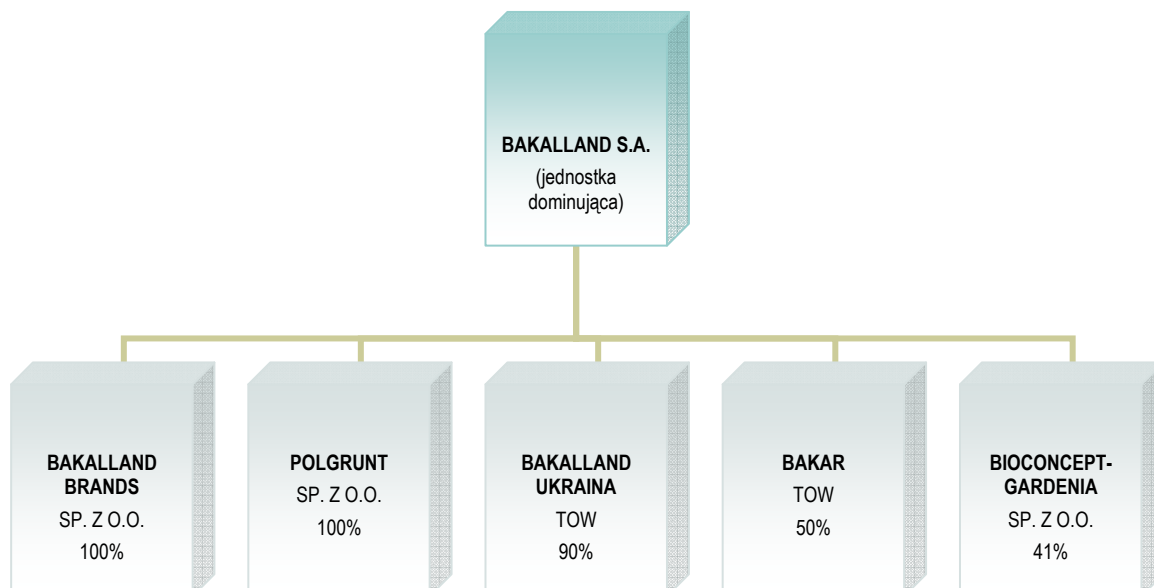 BAKALLAND S.A.
(jednostka
dominująca)
BAKALLAND
BRANDS
SP. Z O.O.
100%
POLGRUNT
SP. Z O.O.
100%
BAKALLAND
UKRAINA
TOW
90%
BAKAR
TOW
50%
BIOCONCEPT-
GARDENIA
SP. Z O.O.
41%